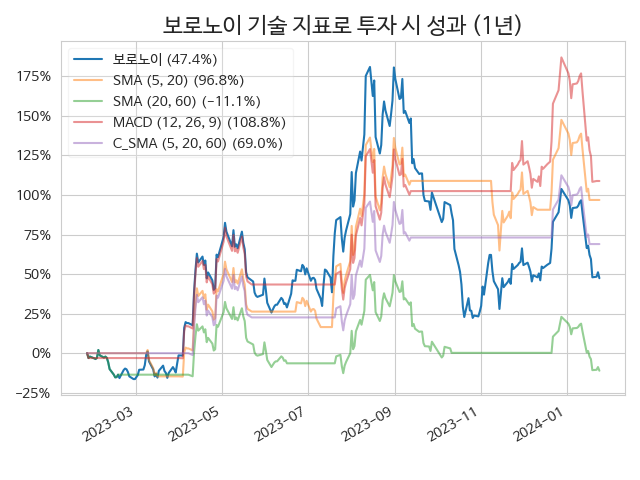 보로노이 기술 지표로 투자 시 성과 (1년)
보로노이 (47.4%)
SMA (5, 20) (96.8%)
SMA (20, 60) (−11.1%)
MACD (12, 26, 9) (108.8%)
C_SMA (5, 20, 60) (69.0%)
175%
150%
125%
100%
75%
50%
25%
0%
−25%
2023−03
2023−05
2023−07
2023−09
2023−11
2024−01